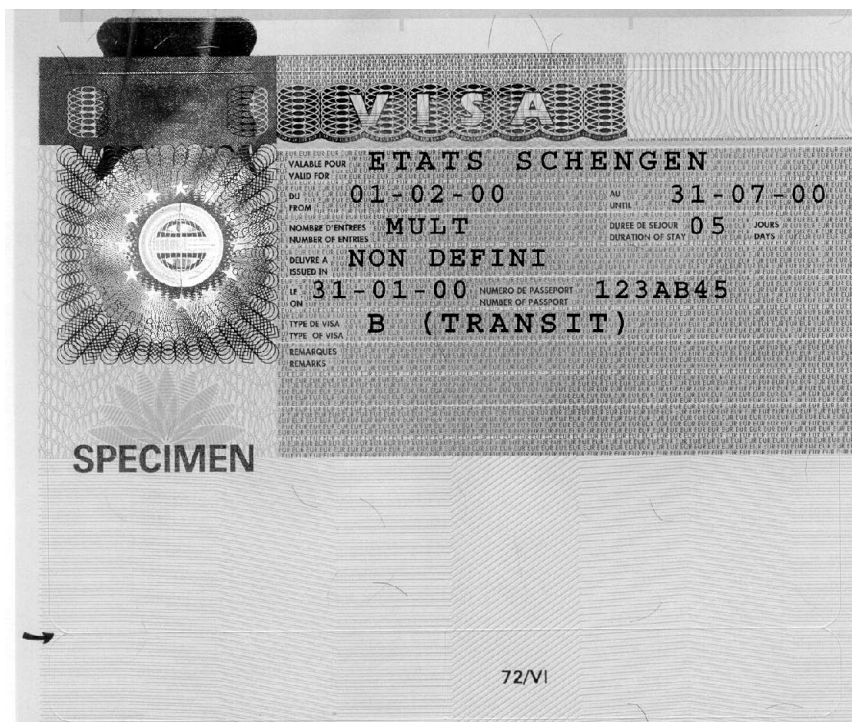 VISA
VALABLE POUR ETATS SCHENGEN
VALID FOR
DU 01-02-00 AU 31-07-00
FROM UNTIL
NOMBRE D'ENTREES MULT DUREE DE SEJOUR 05 JOURS
NUMBER OF ENTRIES DURATION OF STAY DAYS
DELIVRE A NON DEFINI
ISSUED IN
LE 31-01-00 NUMERO DE PASSEPORT 123AB45
ON NUMBER OF PASSPORT
TYPE DE VISA B (TRANSIT)
TYPE OF VISA
REMARQUES
REMARKS
SPECIMEN
72/VI